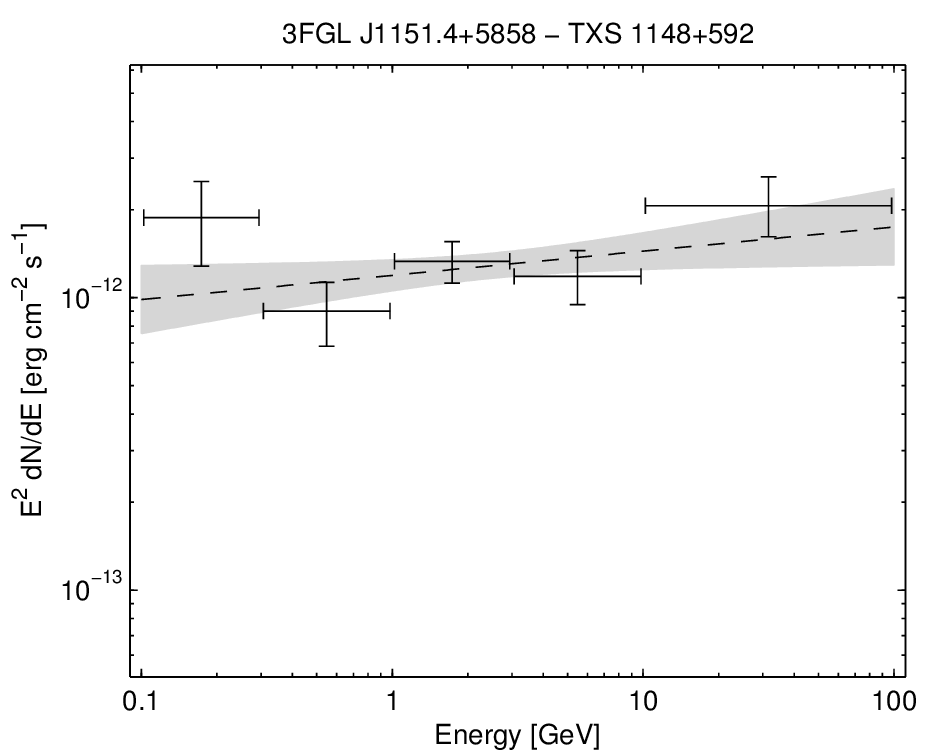 3FGL J1151.4+5858 − TXS 1148+592
E² dN/dE [erg cm⁻² s⁻¹]
10⁻¹²
10⁻¹³
0.1 1 10 100
Energy [GeV]